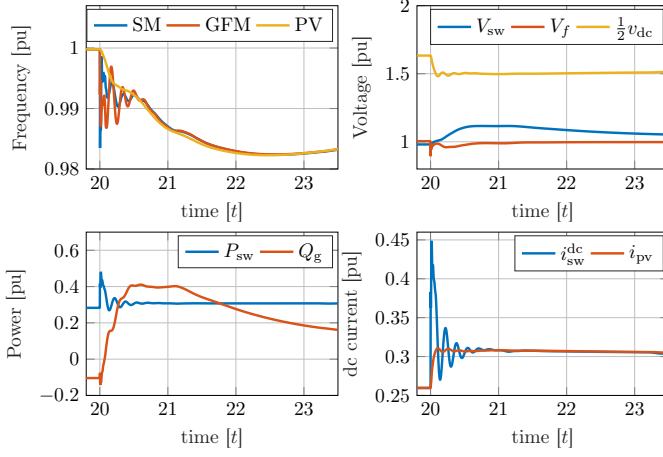 SM GFM PV
1
0.99
0.98
Frequency [pu]
20 21 22 23
time [t]
V_sw V_f ½v_dc
2
1.5
1
Voltage [pu]
20 21 22 23
time [t]
P_sw Q_g
0.6
0.4
0.2
0
−0.2
Power [pu]
20 21 22 23
time [t]
i_sw^dc i_pv
0.45
0.4
0.35
0.3
0.25
dc current [pu]
20 21 22 23
time [t]